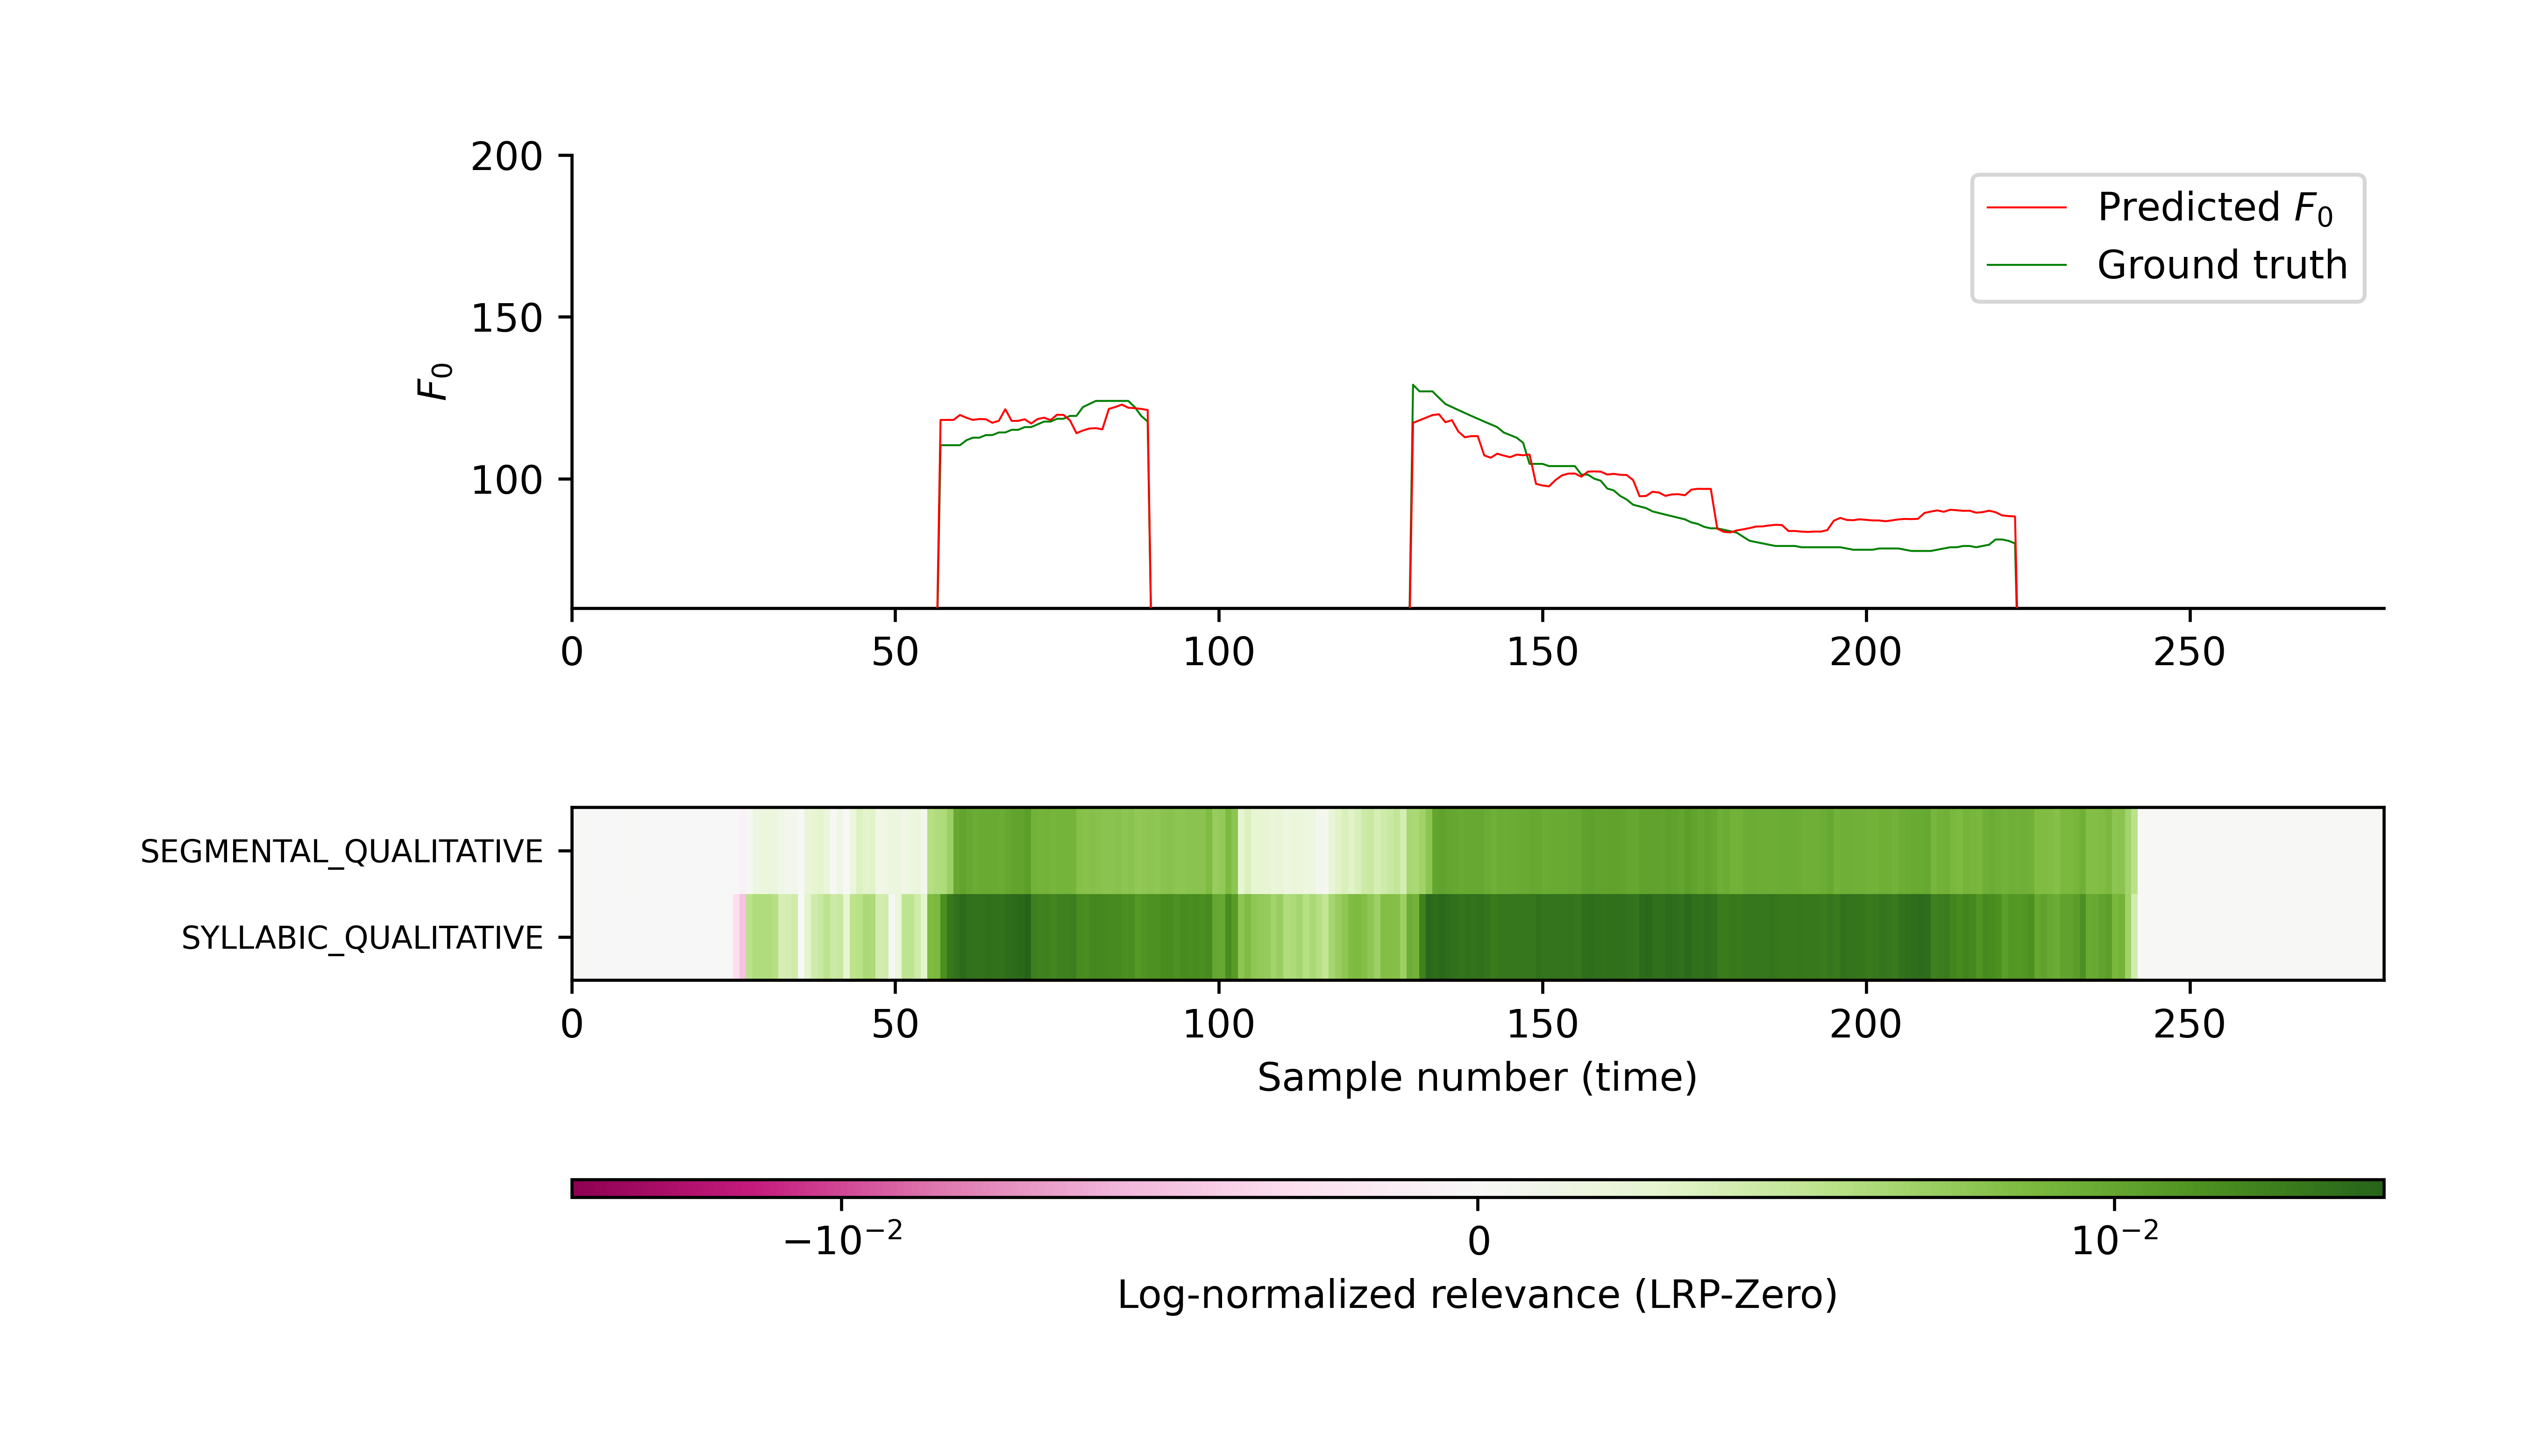 200
150
100
F₀
Predicted F₀
Ground truth
0 50 100 150 200 250
SEGMENTAL_QUALITATIVE
SYLLABIC_QUALITATIVE
0 50 100 150 200 250
Sample number (time)
−10⁻² 0 10⁻²
Log-normalized relevance (LRP-Zero)